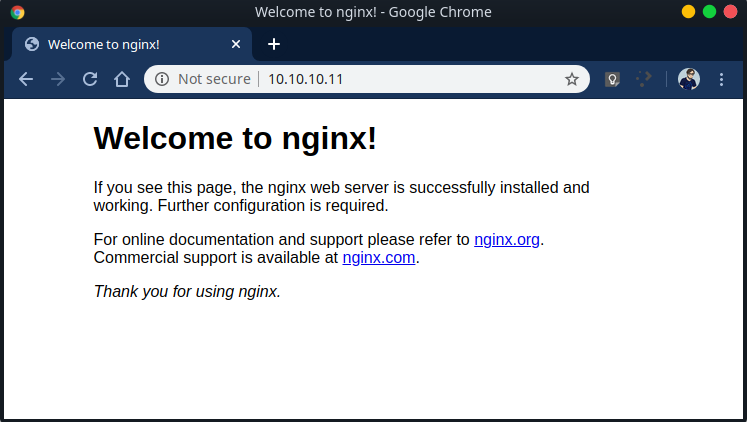 Welcome to nginx! - Google Chrome
Welcome to nginx!
Not secure | 10.10.10.11
Welcome to nginx!
If you see this page, the nginx web server is successfully installed and
working. Further configuration is required.
For online documentation and support please refer to nginx.org.
Commercial support is available at nginx.com.
Thank you for using nginx.